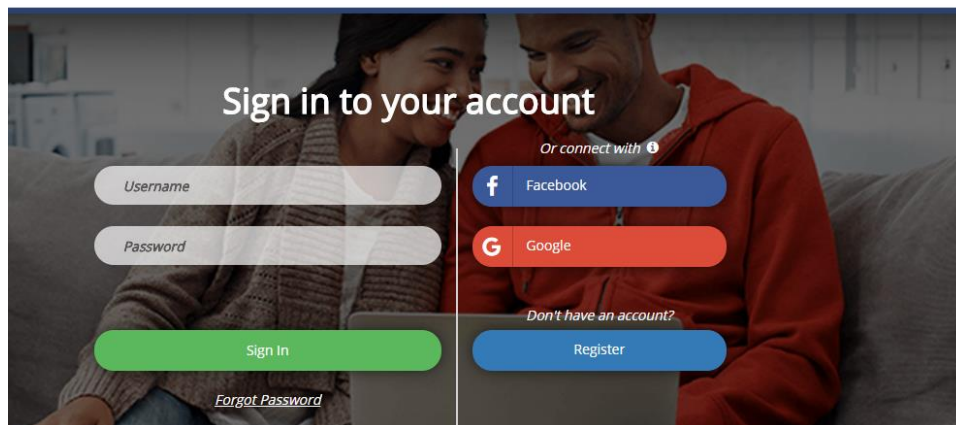 Sign in to your account
Username
Password
Sign In
Forgot Password
Or connect with
Facebook
Google
Don't have an account?
Register